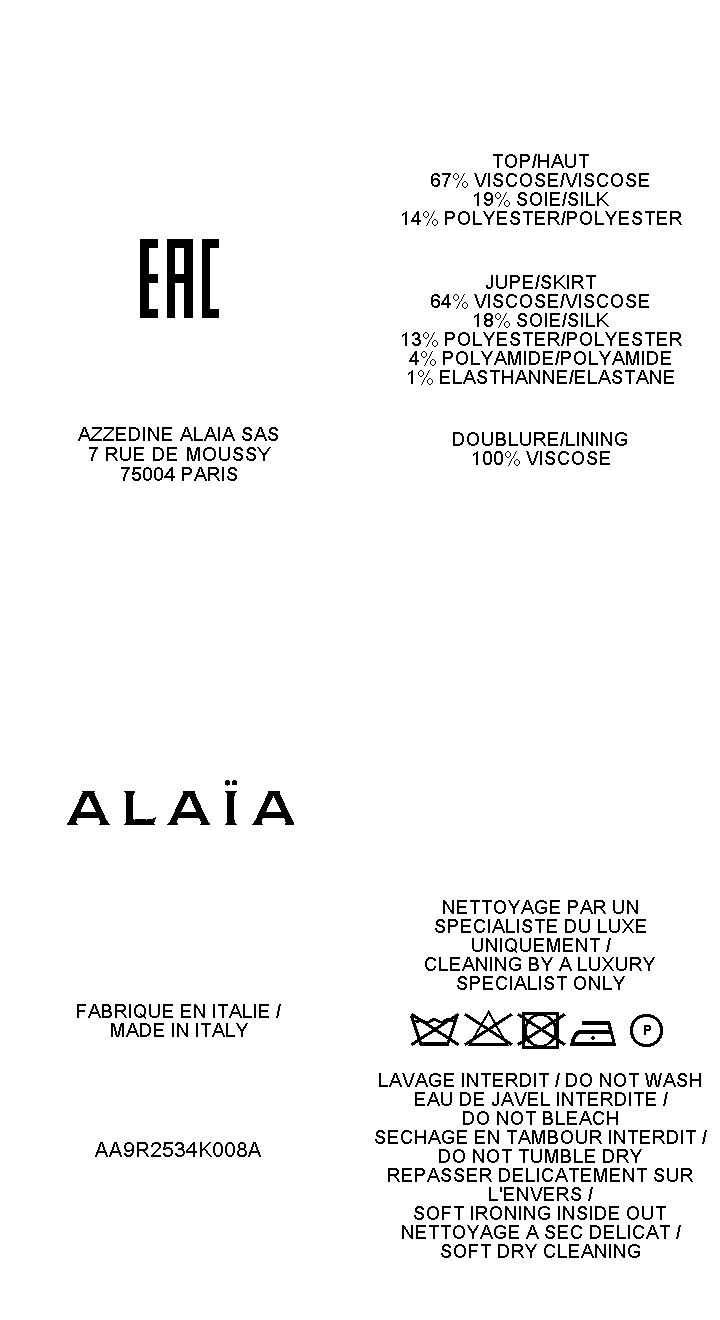 EAC
AZZEDINE ALAIA SAS
7 RUE DE MOUSSY
75004 PARIS
TOP/HAUT
67% VISCOSE/VISCOSE
19% SOIE/SILK
14% POLYESTER/POLYESTER
JUPE/SKIRT
64% VISCOSE/VISCOSE
18% SOIE/SILK
13% POLYESTER/POLYESTER
4% POLYAMIDE/POLYAMIDE
1% ELASTHANNE/ELASTANE
DOUBLURE/LINING
100% VISCOSE
ALAÏA
FABRIQUE EN ITALIE /
MADE IN ITALY
AA9R2534K008A
NETTOYAGE PAR UN
SPECIALISTE DU LUXE
UNIQUEMENT /
CLEANING BY A LUXURY
SPECIALIST ONLY
P
LAVAGE INTERDIT / DO NOT WASH
EAU DE JAVEL INTERDITE /
DO NOT BLEACH
SECHAGE EN TAMBOUR INTERDIT /
DO NOT TUMBLE DRY
REPASSER DELICATEMENT SUR
L'ENVERS /
SOFT IRONING INSIDE OUT
NETTOYAGE A SEC DELICAT /
SOFT DRY CLEANING